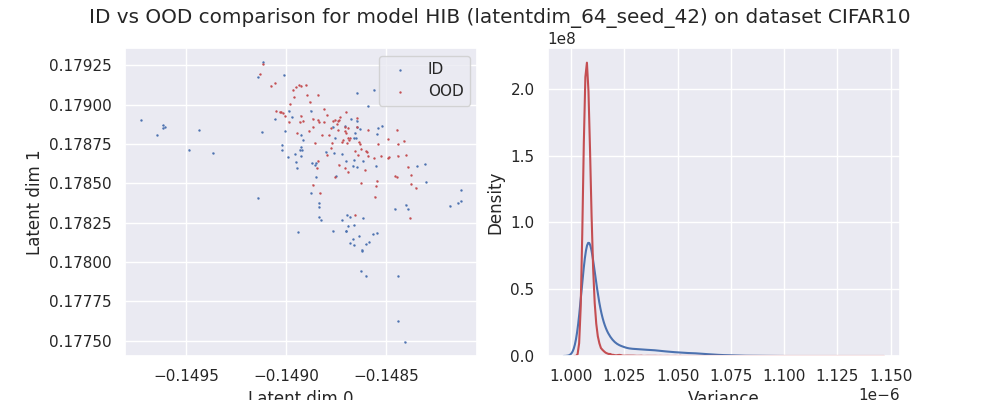 ID vs OOD comparison for model HIB (latentdim_64_seed_42) on dataset CIFAR10
ID
OOD
0.17925
0.17900
0.17875
0.17850
0.17825
0.17800
0.17775
0.17750
Latent dim 1
−0.1495
−0.1490
−0.1485
Latent dim 0
1e8
2.0
1.5
1.0
0.5
0.0
Density
1.000
1.025
1.050
1.075
1.100
1.125
1.150
1e−6
Variance